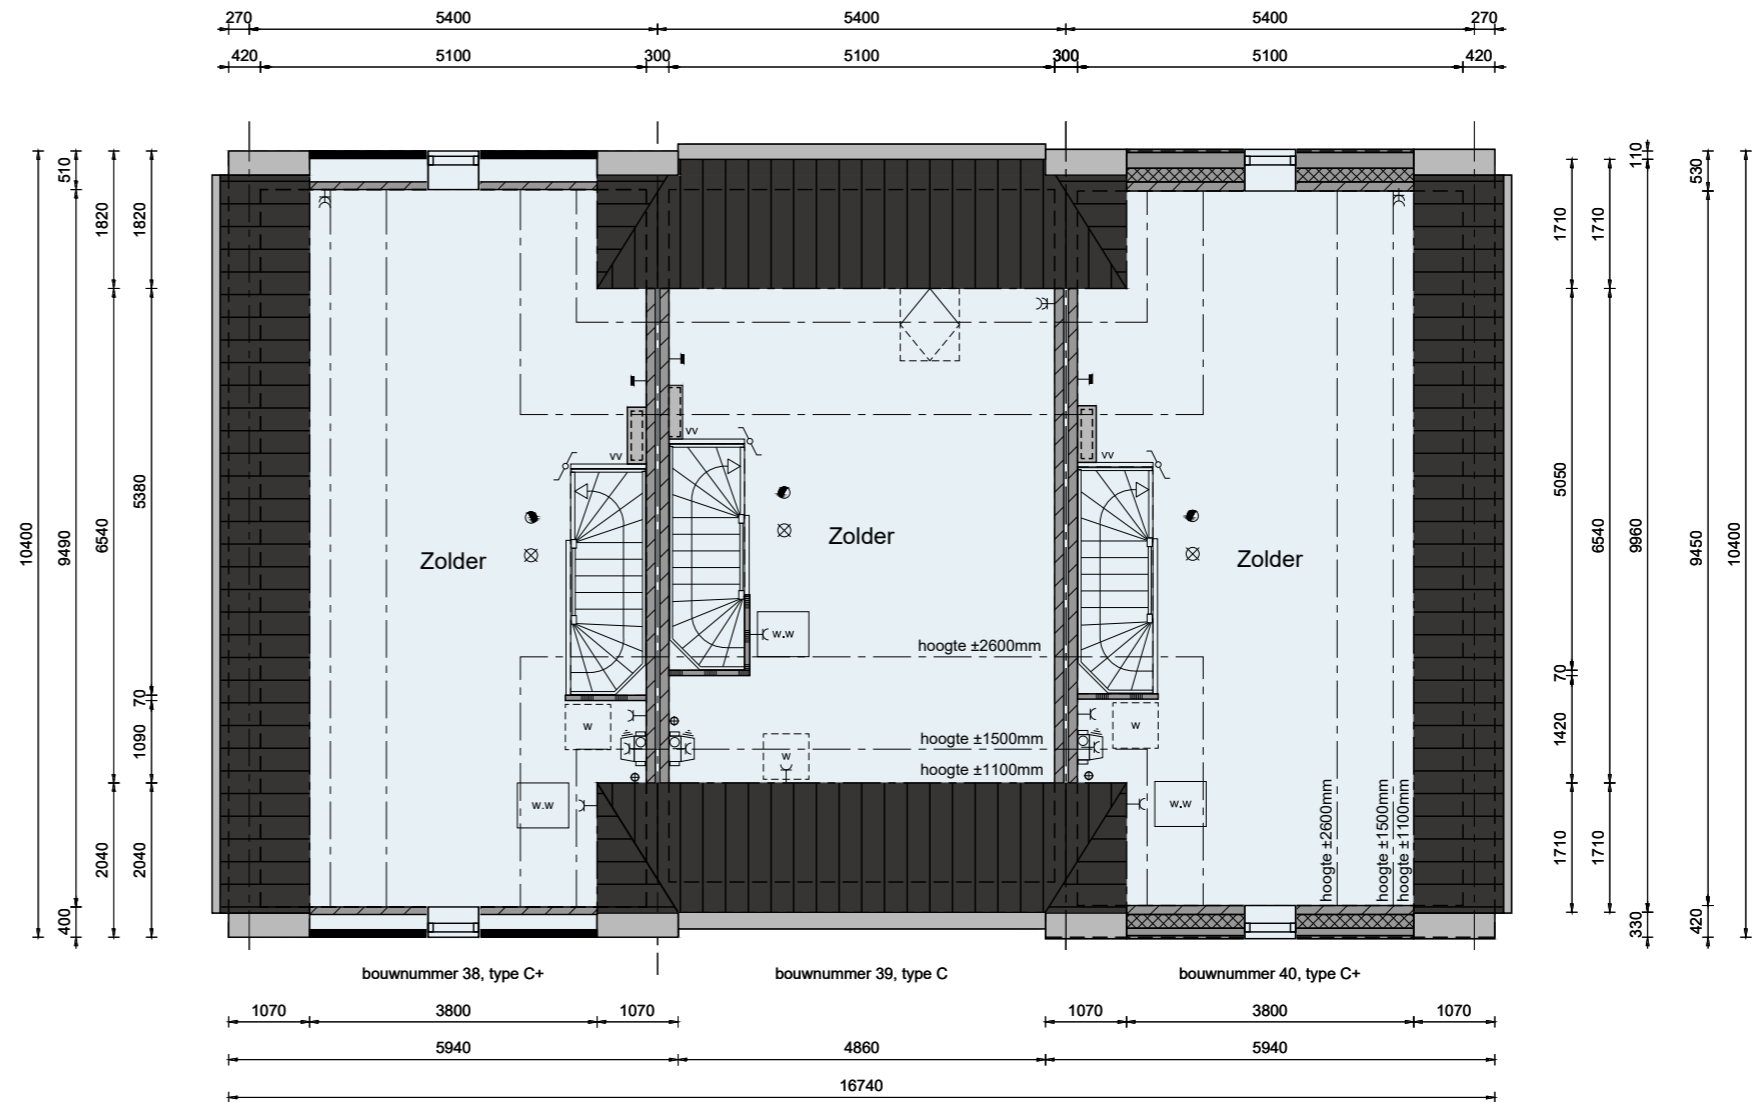 270 5400 5400 5400 270
420 5100 300 5100 300 5100 420
10400
510
9490
400
1820
6540
2040
1820
5380
70
1090
2040
1710
5050
70
1420
1710
1710
6540
1710
110
9960
330
530
9450
420
10400
vv
vv
vv
Zolder
Zolder
Zolder
w.w
hoogte ±2600mm
w
w
hoogte ±1500mm
w
hoogte ±1100mm
w.w
w.w
hoogte ±2600mm
hoogte ±1500mm
hoogte ±1100mm
bouwnummer 38, type C+
bouwnummer 39, type C
bouwnummer 40, type C+
1070 3800 1070 1070 3800 1070
5940 4860 5940
16740